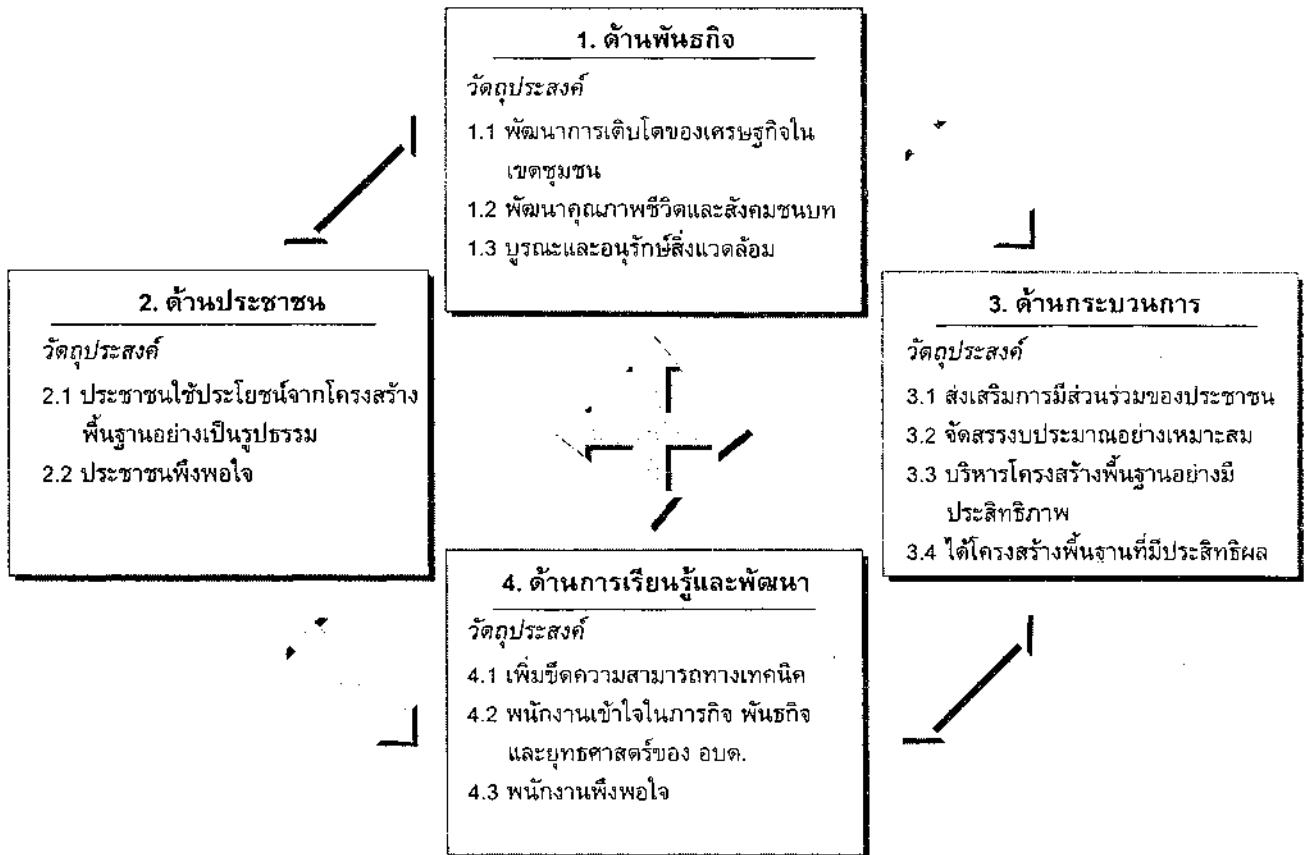 1. ด้านพันธกิจ
วัตถุประสงค์
1.1 พัฒนาการเติบโตของเศรษฐกิจใน
เขตชุมชน
1.2 พัฒนาคุณภาพชีวิตและสังคมชนบท
1.3 บูรณะและอนุรักษ์สิ่งแวดล้อม
2. ด้านประชาชน
วัตถุประสงค์
2.1 ประชาชนใช้ประโยชน์จากโครงสร้าง
พื้นฐานอย่างเป็นรูปธรรม
2.2 ประชาชนพึงพอใจ
3. ด้านกระบวนการ
วัตถุประสงค์
3.1 ส่งเสริมการมีส่วนร่วมของประชาชน
3.2 จัดสรรงบประมาณอย่างเหมาะสม
3.3 บริหารโครงสร้างพื้นฐานอย่างมี
ประสิทธิภาพ
3.4 ได้โครงสร้างพื้นฐานที่มีประสิทธิผล
4. ด้านการเรียนรู้และพัฒนา
วัตถุประสงค์
4.1 เพิ่มขีดความสามารถทางเทคนิค
4.2 พนักงานเข้าใจในภารกิจ พันธกิจ
และยุทธศาสตร์ของ อบต.
4.3 พนักงานพึงพอใจ